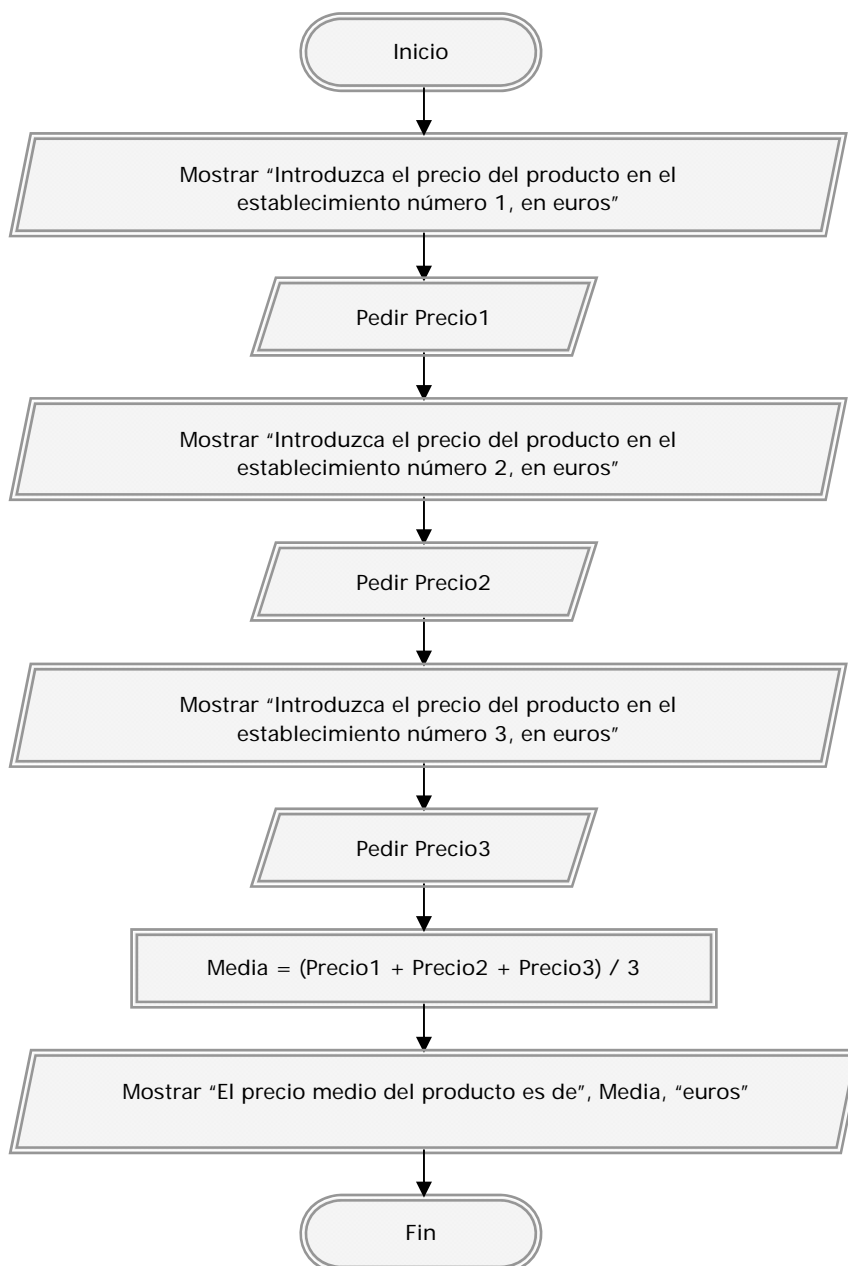 Inicio
Mostrar “Introduzca el precio del producto en el
establecimiento número 1, en euros”
Pedir Precio1
Mostrar “Introduzca el precio del producto en el
establecimiento número 2, en euros”
Pedir Precio2
Mostrar “Introduzca el precio del producto en el
establecimiento número 3, en euros”
Pedir Precio3
Media = (Precio1 + Precio2 + Precio3) / 3
Mostrar “El precio medio del producto es de”, Media, “euros”
Fin